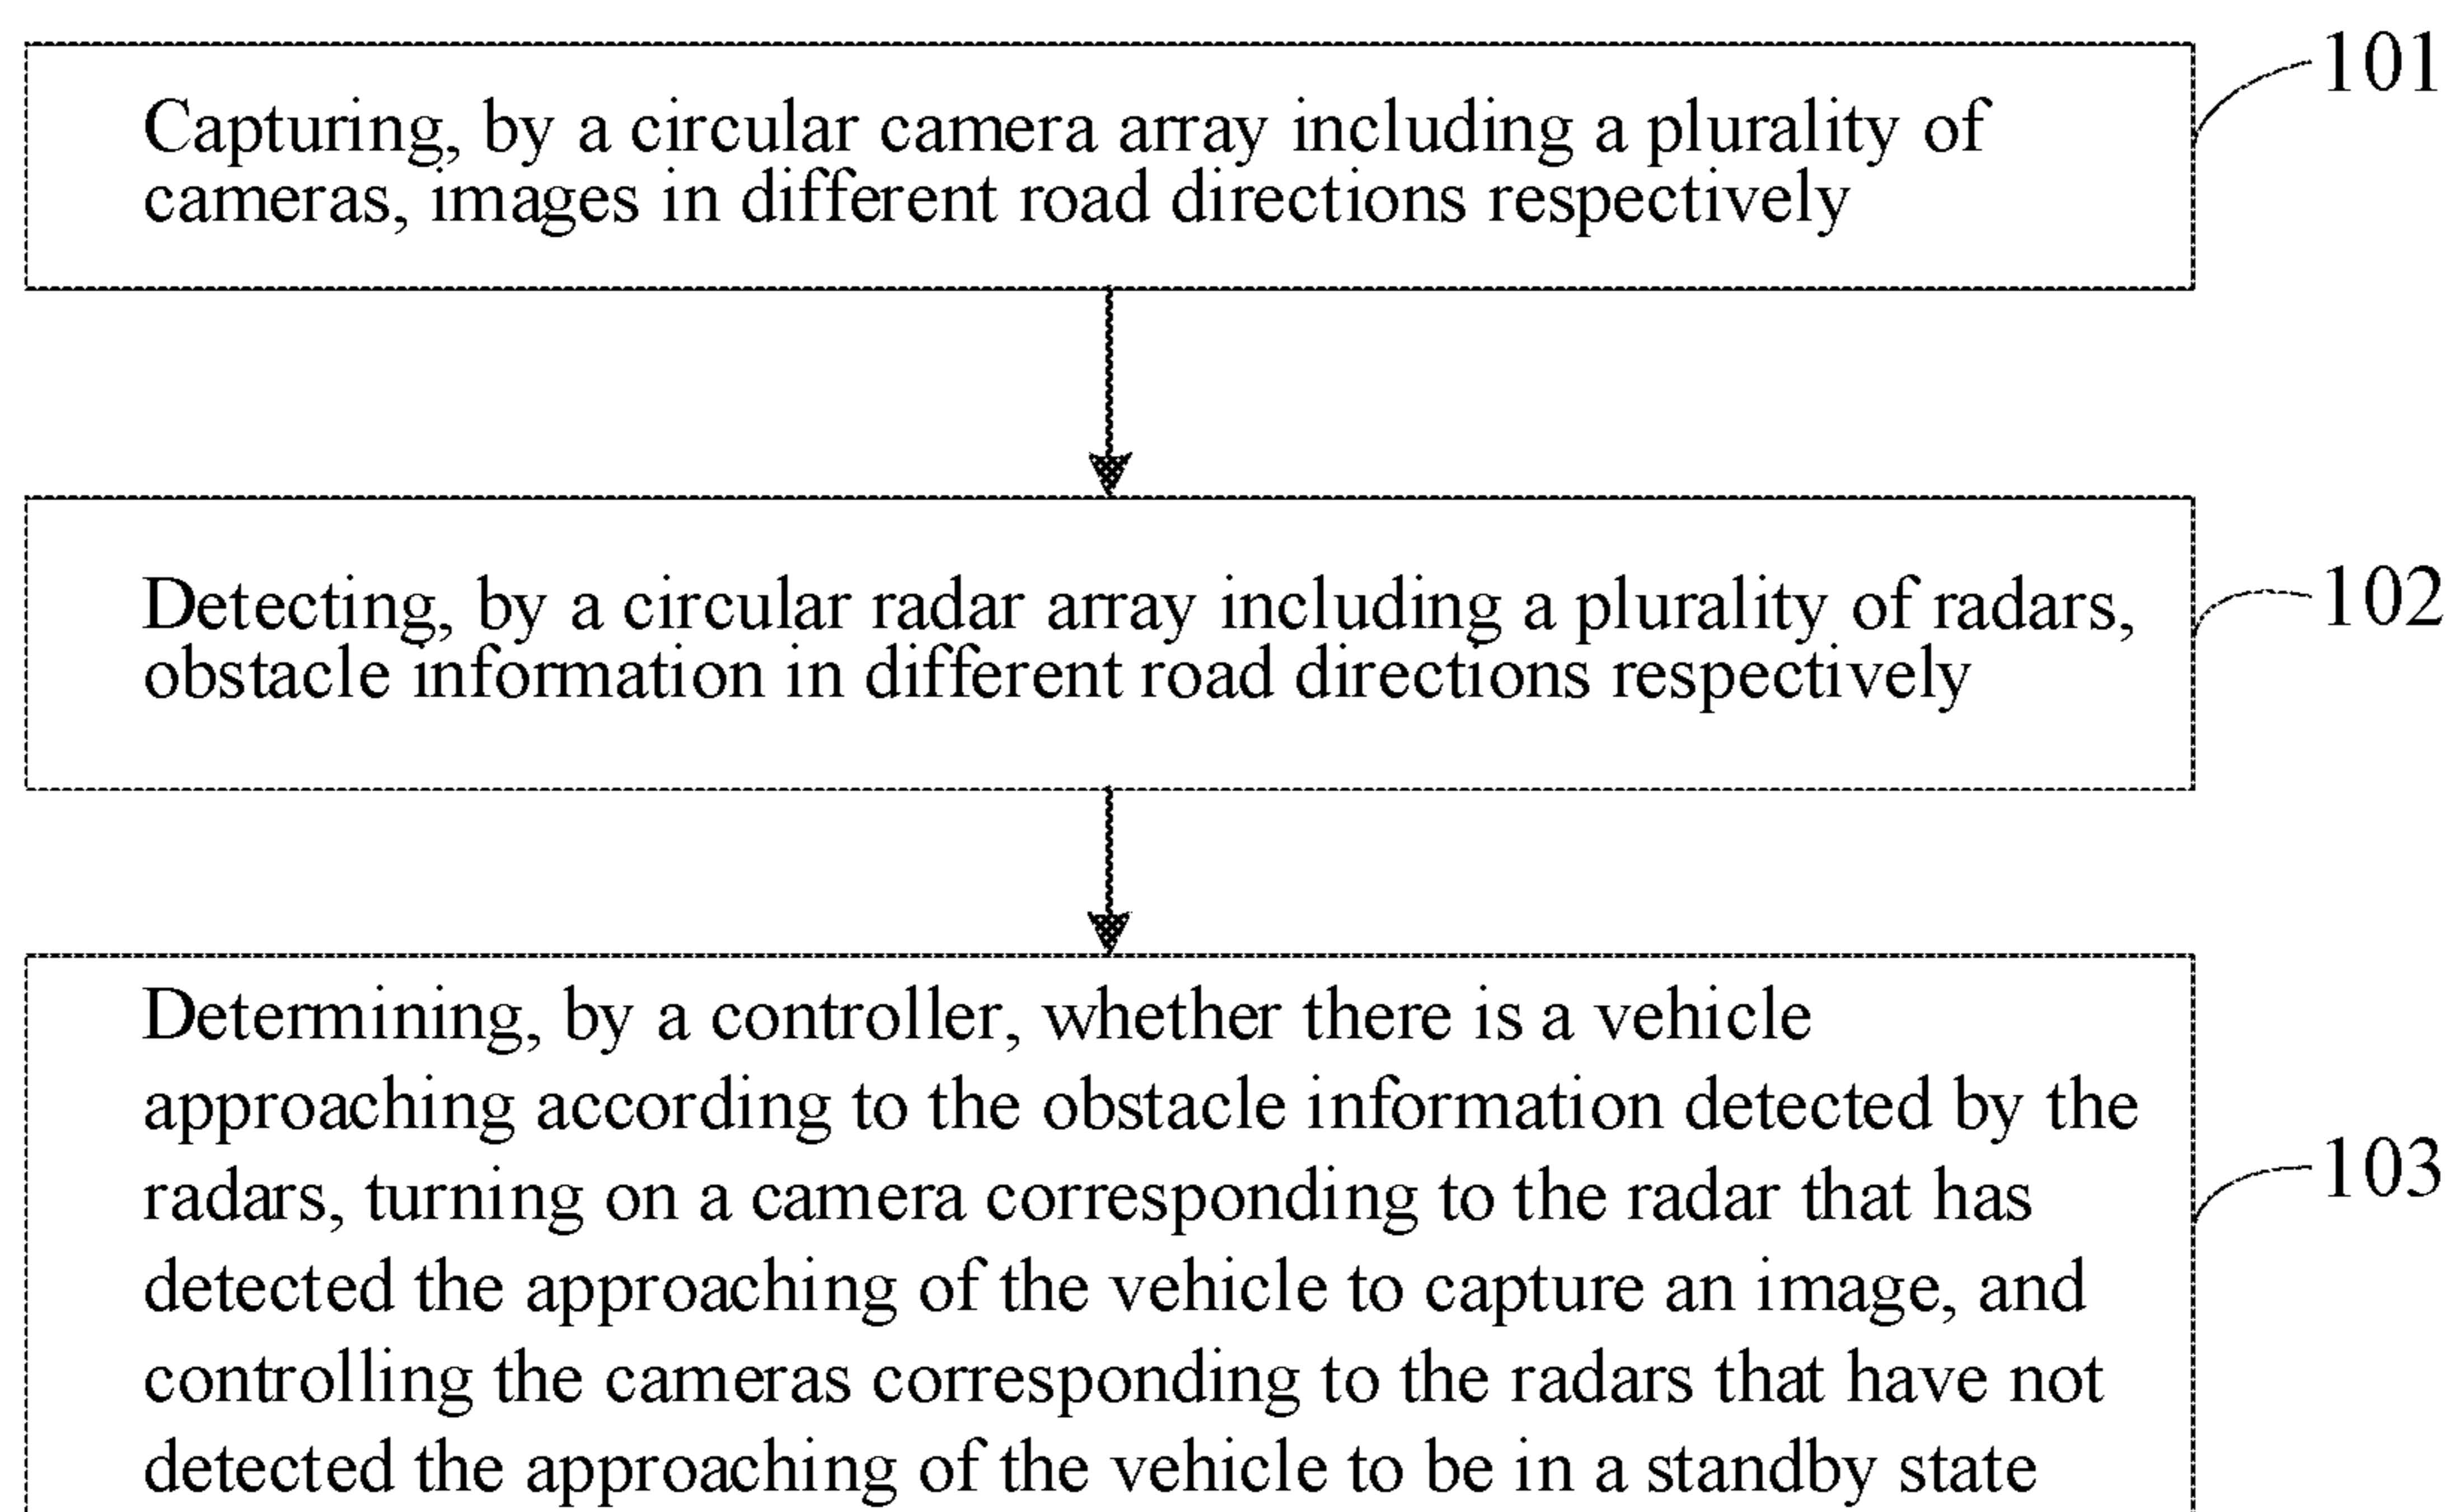 101
Capturing, by a circular camera array including a plurality of
cameras, images in different road directions respectively
102
Detecting, by a circular radar array including a plurality of radars,
obstacle information in different road directions respectively
Determining, by a controller, whether there is a vehicle
approaching according to the obstacle information detected by the
103
radars, turning on a camera corresponding to the radar that has
detected the approaching of the vehicle to capture an image, and
controlling the cameras corresponding to the radars that have not
detected the approaching of the vehicle to be in a standby state